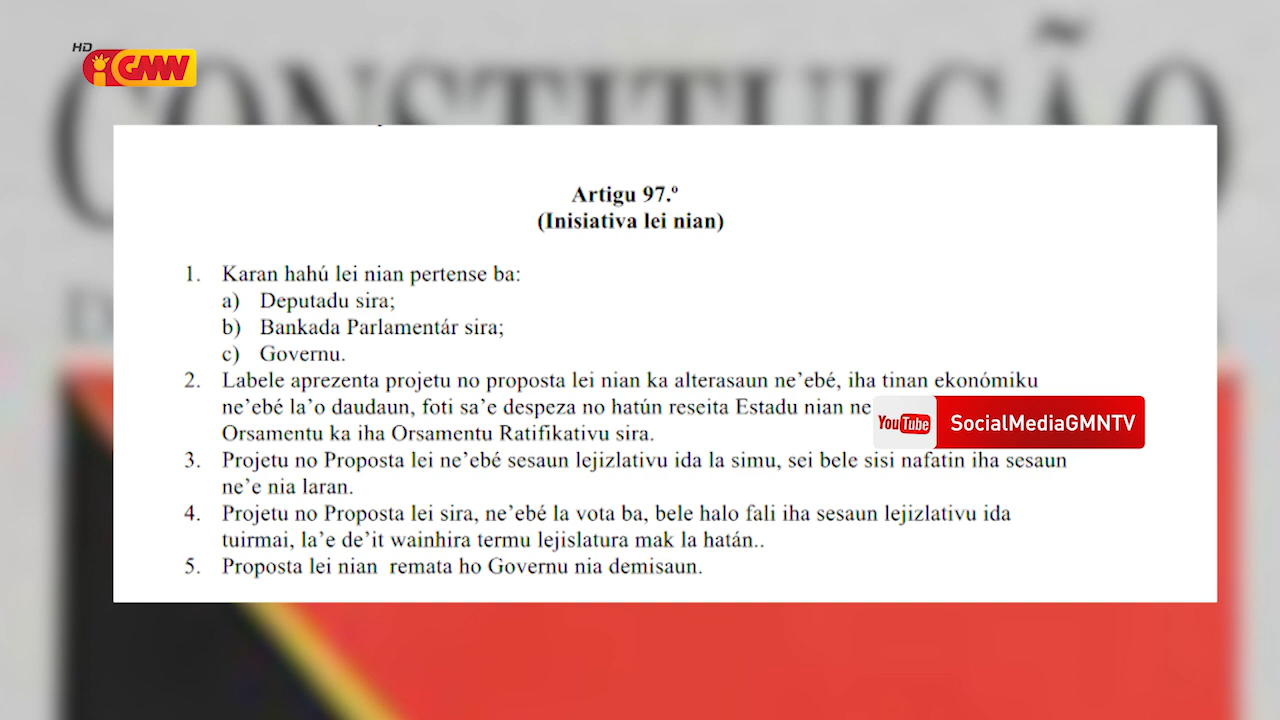 HD
GMN
CONSTITUIÇÃO
Artigu 97.º
(Inisiativa lei nian)
1. Karan hahú lei nian pertense ba:
a) Deputadu sira;
b) Bankada Parlamentár sira;
c) Governu.
2. Labele aprezenta projetu no proposta lei nian ka alterasaun ne’ebé, iha tinan ekonómiku
ne’ebé la’o daudaun, foti sa’e despeza no hatún reseita Estadu nian
Orsamentu ka iha Orsamentu Ratifikativu sira.
YouTube SocialMediaGMNTV
3. Projetu no Proposta lei ne’ebé sesaun lejizlativu ida la simu, sei bele sisi nafatin iha sesaun
ne’e nia laran.
4. Projetu no Proposta lei sira, ne’ebé la vota ba, bele halo fali iha sesaun lejizlativu ida
tuirmai, la’e de’it wainhira termu lejislatura mak la hatán..
5. Proposta lei nian remata ho Governu nia demisaun.